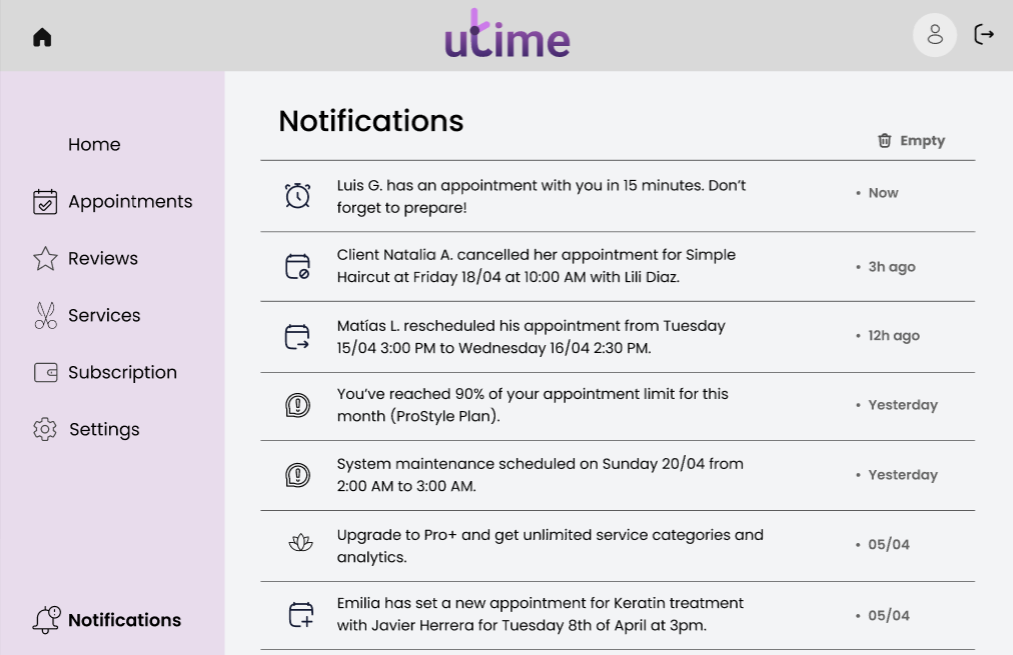 utime
Home
Appointments
Reviews
Services
Subscription
Settings
Notifications
Notifications
Empty
Luis G. has an appointment with you in 15 minutes. Don’t
forget to prepare!
• Now
Client Natalia A. cancelled her appointment for Simple
Haircut at Friday 18/04 at 10:00 AM with Lili Diaz.
• 3h ago
Matías L. rescheduled his appointment from Tuesday
15/04 3:00 PM to Wednesday 16/04 2:30 PM.
• 12h ago
You’ve reached 90% of your appointment limit for this
month (ProStyle Plan).
• Yesterday
System maintenance scheduled on Sunday 20/04 from
2:00 AM to 3:00 AM.
• Yesterday
Upgrade to Pro+ and get unlimited service categories and
analytics.
• 05/04
Emilia has set a new appointment for Keratin treatment
with Javier Herrera for Tuesday 8th of April at 3pm.
• 05/04